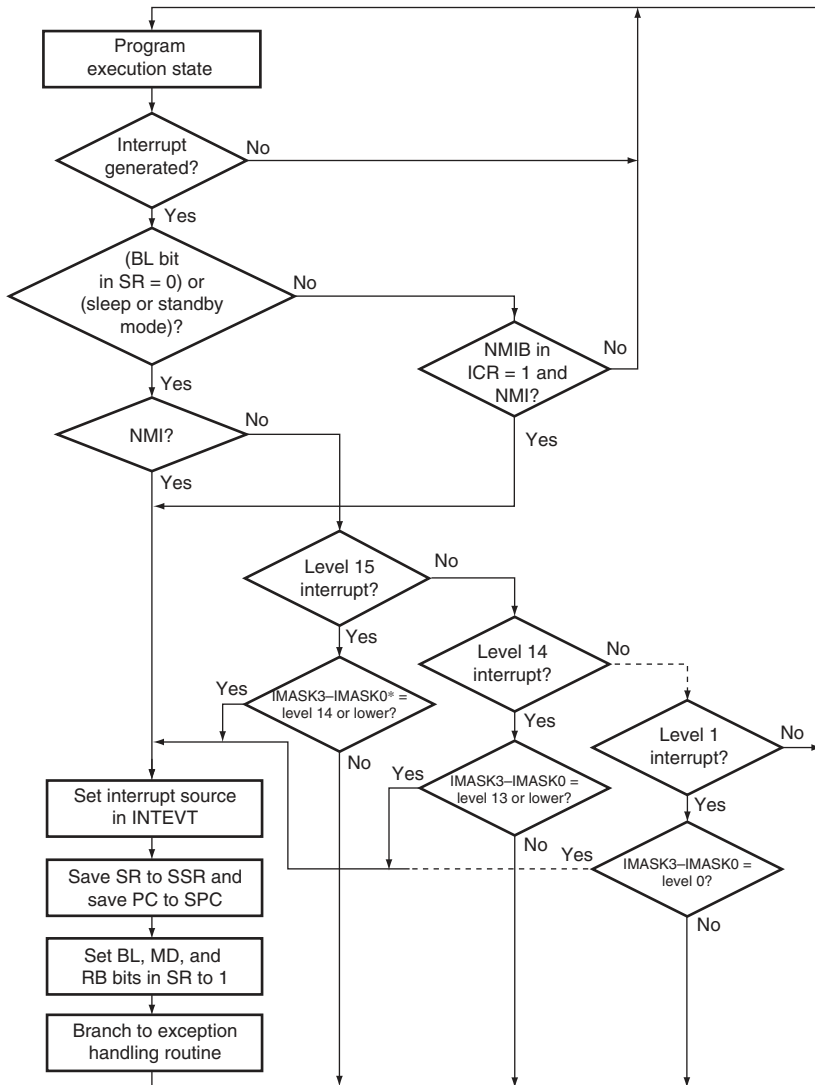 Program
execution state
Interrupt
generated?
No
Yes
(BL bit
in SR = 0) or
(sleep or standby
mode)?
No
Yes
NMIB in
ICR = 1 and
NMI?
No
Yes
NMI?
No
Yes
Level 15
interrupt?
No
Yes
Level 14
interrupt?
No
Yes
IMASK3–IMASK0* =
level 14 or lower?
Yes
No
Level 1
interrupt?
No
Yes
IMASK3–IMASK0 =
level 13 or lower?
Yes
No
IMASK3–IMASK0 =
level 0?
Yes
No
Set interrupt source
in INTEVT
Save SR to SSR and
save PC to SPC
Set BL, MD, and
RB bits in SR to 1
Branch to exception
handling routine